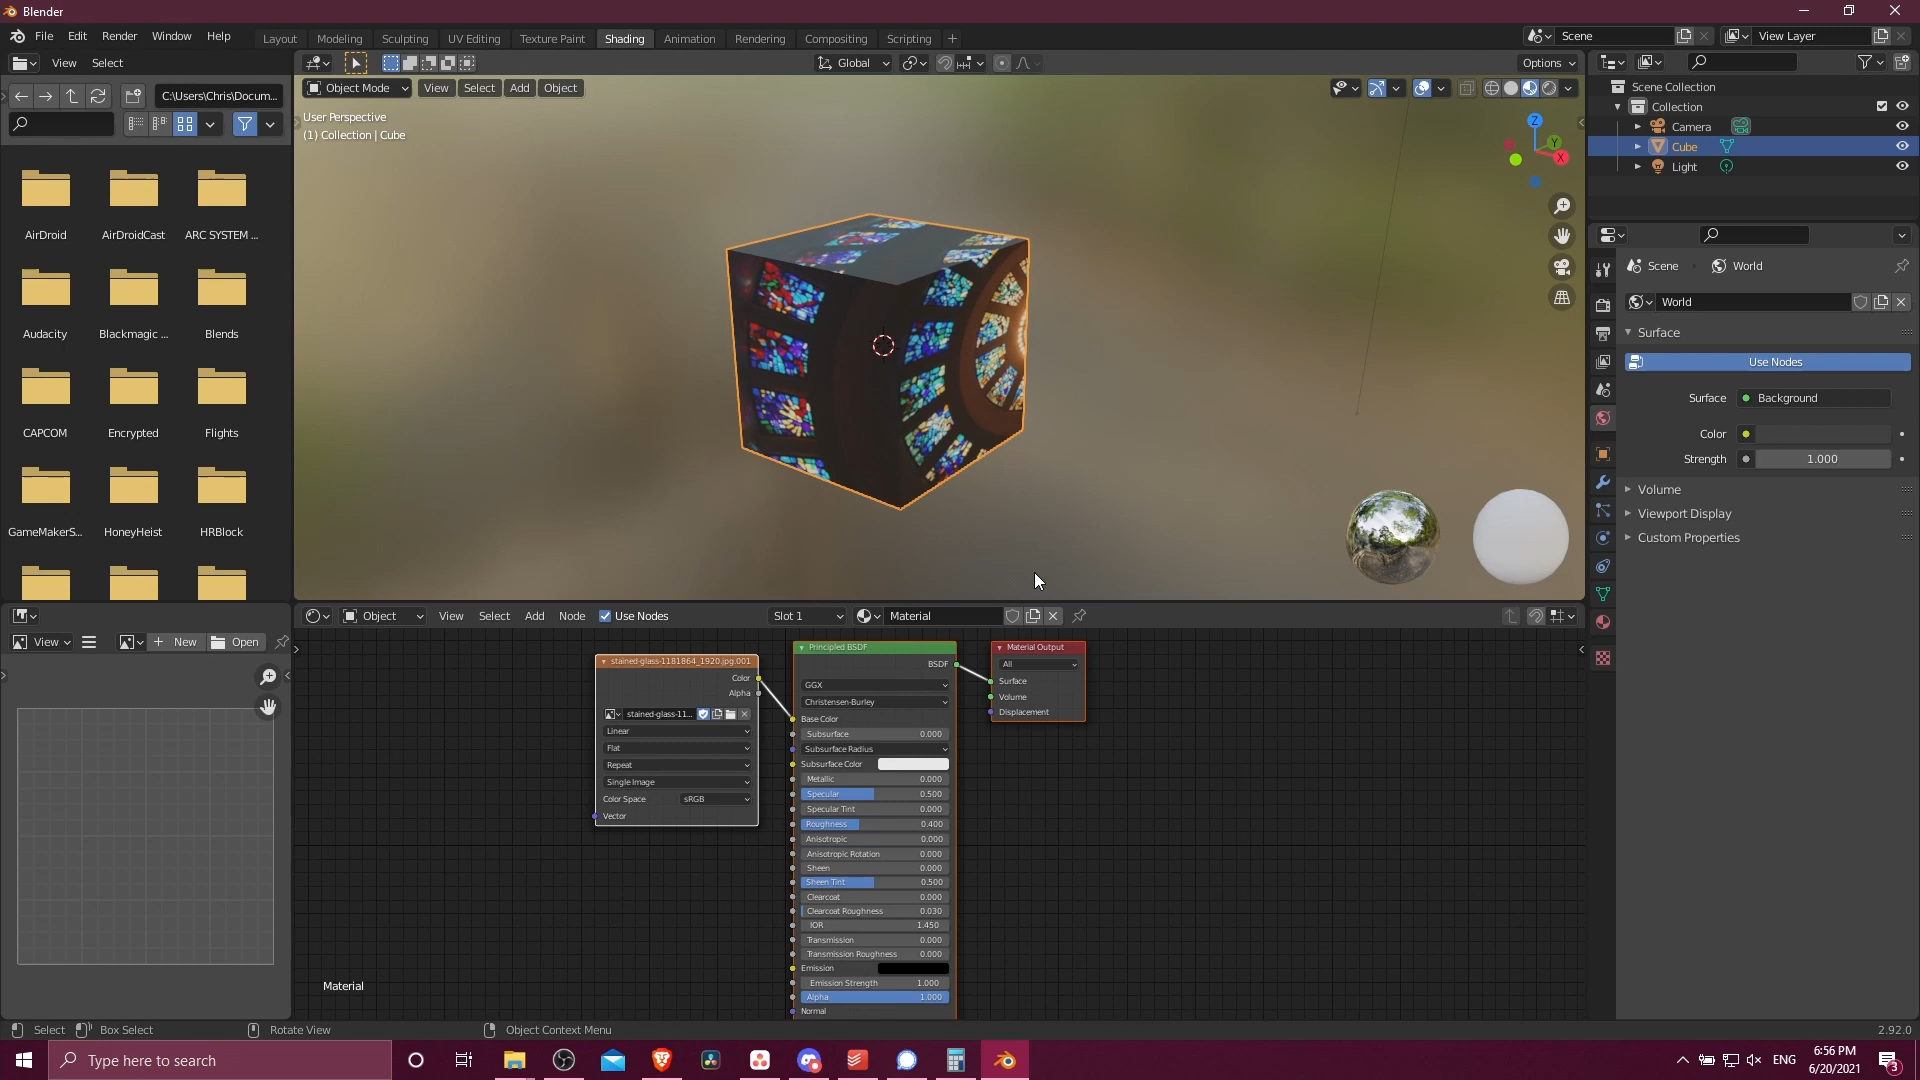 Blender
File Edit Render Window Help
Layout Modeling Sculpting UV Editing Texture Paint Shading Animation Rendering Compositing Scripting +
Scene
View Layer
View Select
Global
Options
C:\Users\Chris\Docum...
Object Mode View Select Add Object
User Perspective
(1) Collection | Cube
Z
Y
X
Scene Collection
Collection
Camera
Cube
Light
AirDroid AirDroidCast ARC SYSTEM ...
Audacity Blackmagic ... Blends
CAPCOM Encrypted Flights
GameMakerS... HoneyHeist HRBlock
Scene World
World
Surface
Use Nodes
Surface Background
Color
Strength 1.000
Volume
Viewport Display
Custom Properties
Object View Select Add Node Use Nodes Slot 1 Material
View New Open
stained-glass-1181864_1920.jpg.001
Color
Alpha
stained-glass-11...
Linear
Flat
Repeat
Single Image
Color Space sRGB
Vector
Principled BSDF
BSDF
GGX
Christensen-Burley
Base Color
Subsurface 0.000
Subsurface Radius
Subsurface Color
Metallic 0.000
Specular 0.500
Specular Tint 0.000
Roughness 0.400
Anisotropic 0.000
Anisotropic Rotation 0.000
Sheen 0.000
Sheen Tint 0.500
Clearcoat 0.000
Clearcoat Roughness 0.030
IOR 1.450
Transmission 0.000
Transmission Roughness 0.000
Emission
Emission Strength 1.000
Alpha 1.000
Normal
Material Output
All
Surface
Volume
Displacement
Material
Select Box Select Rotate View Object Context Menu 2.92.0
Type here to search
ENG
6:56 PM
6/20/2021
3